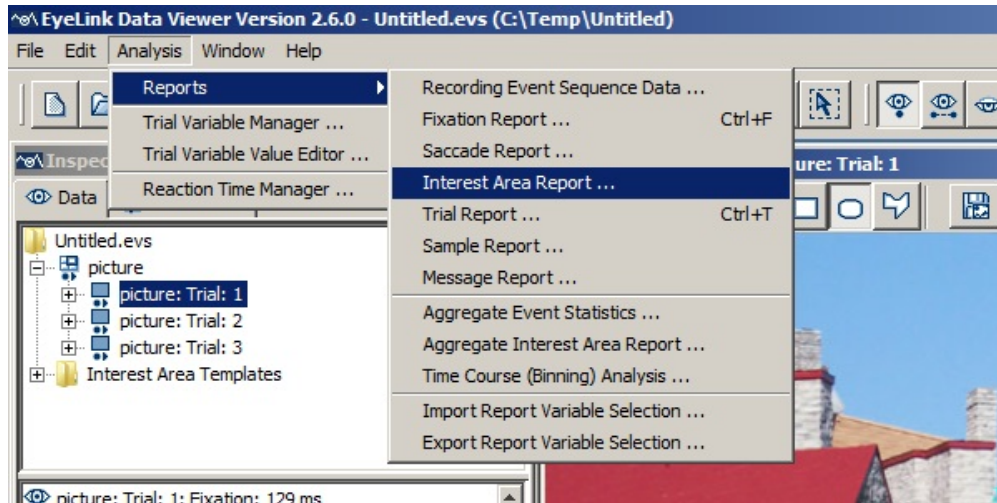 EyeLink Data Viewer Version 2.6.0 - Untitled.evs (C:\Temp\Untitled)
File Edit Analysis Window Help
Reports
Trial Variable Manager ...
Trial Variable Value Editor ...
Reaction Time Manager ...
Recording Event Sequence Data ...
Fixation Report ... Ctrl+F
Saccade Report ...
Interest Area Report ...
Trial Report ... Ctrl+T
Sample Report ...
Message Report ...
Aggregate Event Statistics ...
Aggregate Interest Area Report ...
Time Course (Binning) Analysis ...
Import Report Variable Selection ...
Export Report Variable Selection ...
Inspec
Data
Untitled.evs
picture
picture: Trial: 1
picture: Trial: 2
picture: Trial: 3
Interest Area Templates
picture: Trial: 1: Fixation: 129 ms
ure: Trial: 1